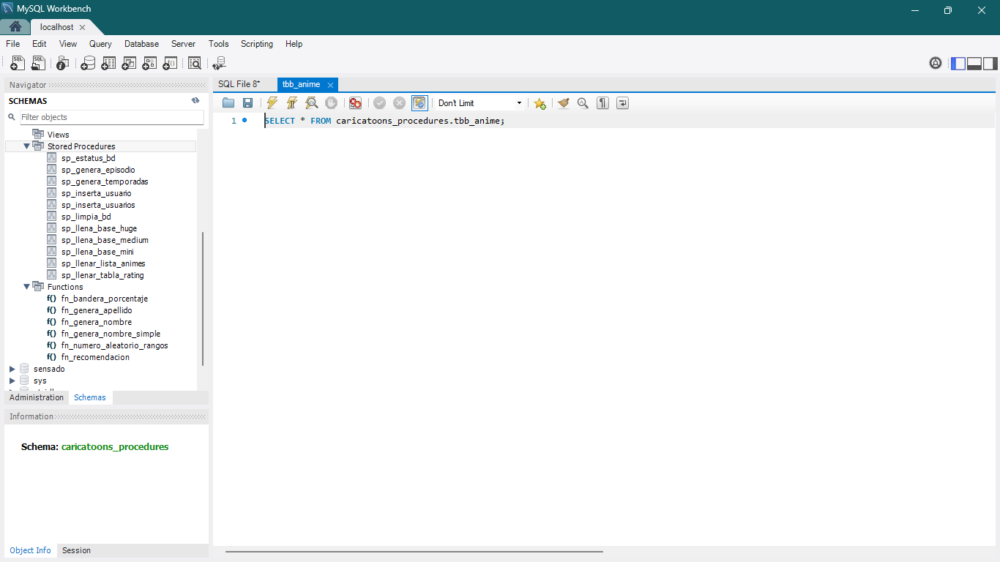 MySQL Workbench
localhost
File Edit View Query Database Server Tools Scripting Help
Navigator
SCHEMAS
Filter objects
Views
Stored Procedures
sp_estatus_bd
sp_genera_episodio
sp_genera_temporadas
sp_inserta_usuario
sp_inserta_usuarios
sp_limpia_bd
sp_llena_base_huge
sp_llena_base_medium
sp_llena_base_mini
sp_llenar_lista_animes
sp_llenar_tabla_rating
Functions
f() fn_bandera_porcentaje
f() fn_genera_apellido
f() fn_genera_nombre
f() fn_genera_nombre_simple
f() fn_numero_aleatorio_rangos
f() fn_recomendacion
sensado
sys
Administration Schemas
Information
Schema: caricatoons_procedures
Object Info Session
SQL File 8* tbb_anime
Don't Limit
1 SELECT * FROM caricatoons_procedures.tbb_anime;